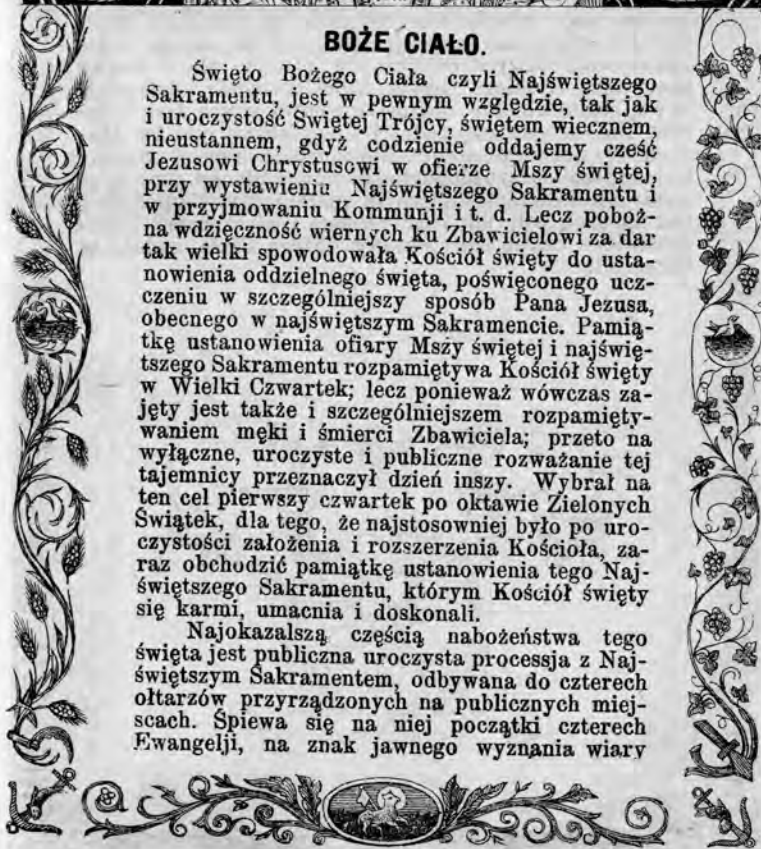 BOŻE CIAŁO.
Święto Bożego Ciała czyli Najświętszego
Sakramentu, jest w pewnym względzie, tak jak
i uroczystość Swiętej Trójcy, świętem wiecznem,
nieustannem, gdyż codzienie oddajemy cześć
Jezusowi Chrystusowi w ofierze Mszy świętej,
przy wystawieniu Najświętszego Sakramentu i
w przyjmowaniu Kommunji i t. d. Lecz poboż-
na wdzięczność wiernych ku Zbawicielowi za dar
tak wielki spowodowała Kościół święty do usta-
nowienia oddzielnego święta, poświęconego ucz-
czeniu w szczególniejszy sposób Pana Jezusa,
obecnego w najświętszym Sakramencie. Pamią-
tkę ustanowienia ofiary Mszy świętej i najświę-
tszego Sakramentu rozpamiętywa Kościół święty
w Wielki Czwartek; lecz ponieważ wówczas za-
jęty jest także i szczególniejszem rozpamięty-
waniem męki i śmierci Zbawiciela; przeto na
wyłączne, uroczyste i publiczne rozważanie tej
tajemnicy przeznaczył dzień inszy. Wybrał na
ten cel pierwszy czwartek po oktawie Zielonych
Świątek, dla tego, że najstosowniej było po uro-
czystości założenia i rozszerzenia Kościoła, za-
raz obchodzić pamiątkę ustanowienia tego Naj-
świętszego Sakramentu, którym Kościół święty
się karmi, umacnia i doskonali.
Najokazalszą częścią nabożeństwa tego
święta jest publiczna uroczysta processja z Naj-
świętszym Sakramentem, odbywana do czterech
ołtarzów przyrządzonych na publicznych miej-
scach. Śpiewa się na niej początki czterech
Ewangelji, na znak jawnego wyznania wiary